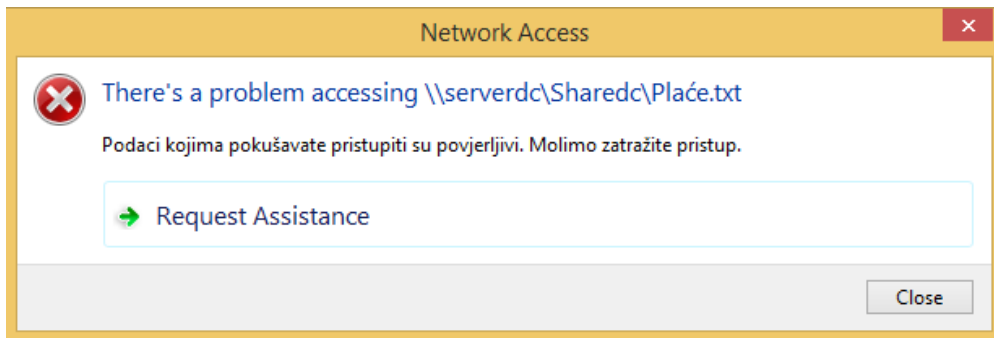 Network Access
There's a problem accessing \\serverdc\Sharedc\Plaće.txt
Podaci kojima pokušavate pristupiti su povjerljivi. Molimo zatražite pristup.
Request Assistance
Close